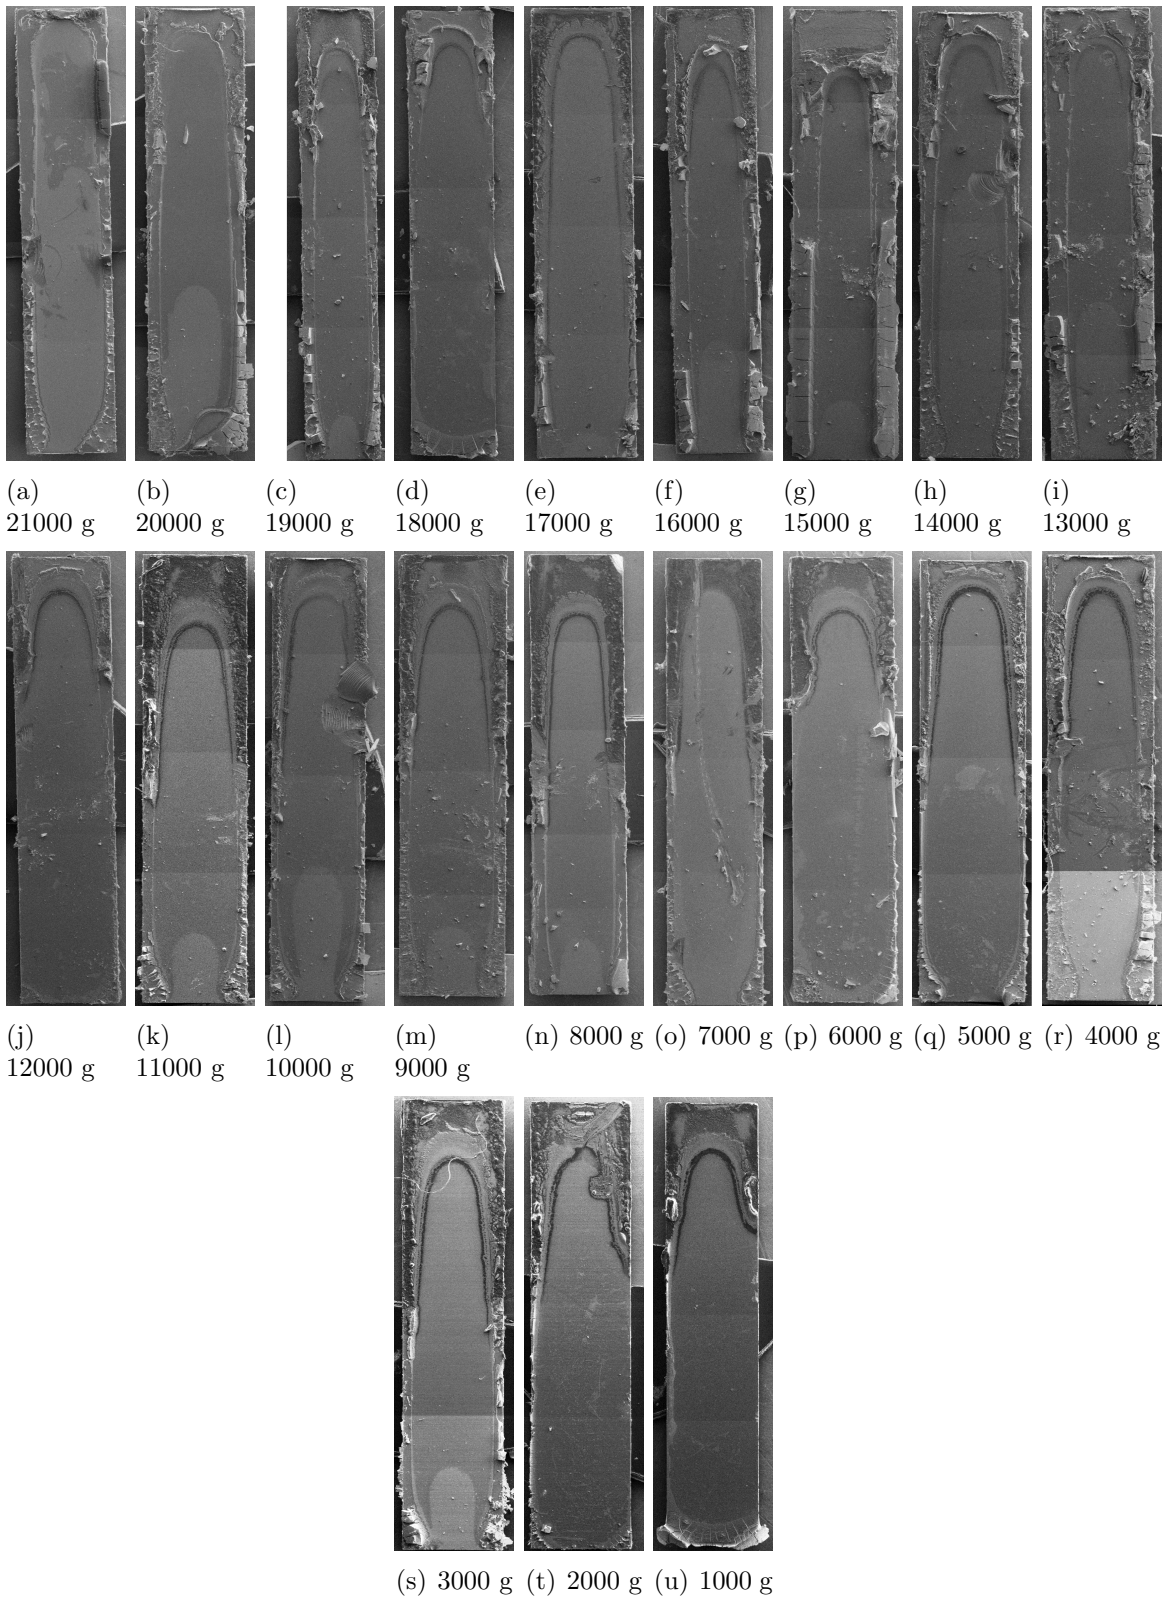 (a)
21000 g
(b)
20000 g
(c)
19000 g
(d)
18000 g
(e)
17000 g
(f)
16000 g
(g)
15000 g
(h)
14000 g
(i)
13000 g
(j)
12000 g
(k)
11000 g
(l)
10000 g
(m)
9000 g
(n) 8000 g
(o) 7000 g
(p) 6000 g
(q) 5000 g
(r) 4000 g
(s) 3000 g
(t) 2000 g
(u) 1000 g